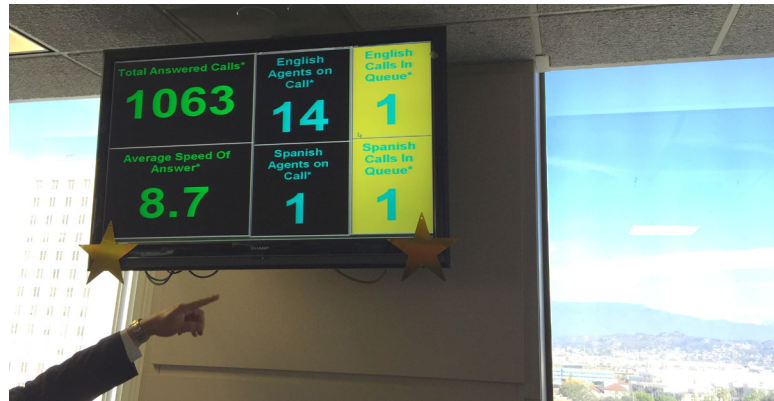 Total Answered Calls*
1063
English
Agents on
Call*
14
English
Calls In
Queue*
1
Average Speed Of
Answer*
8.7
Spanish
Agents on
Call*
1
Spanish
Calls In
Queue*
1
SHARP